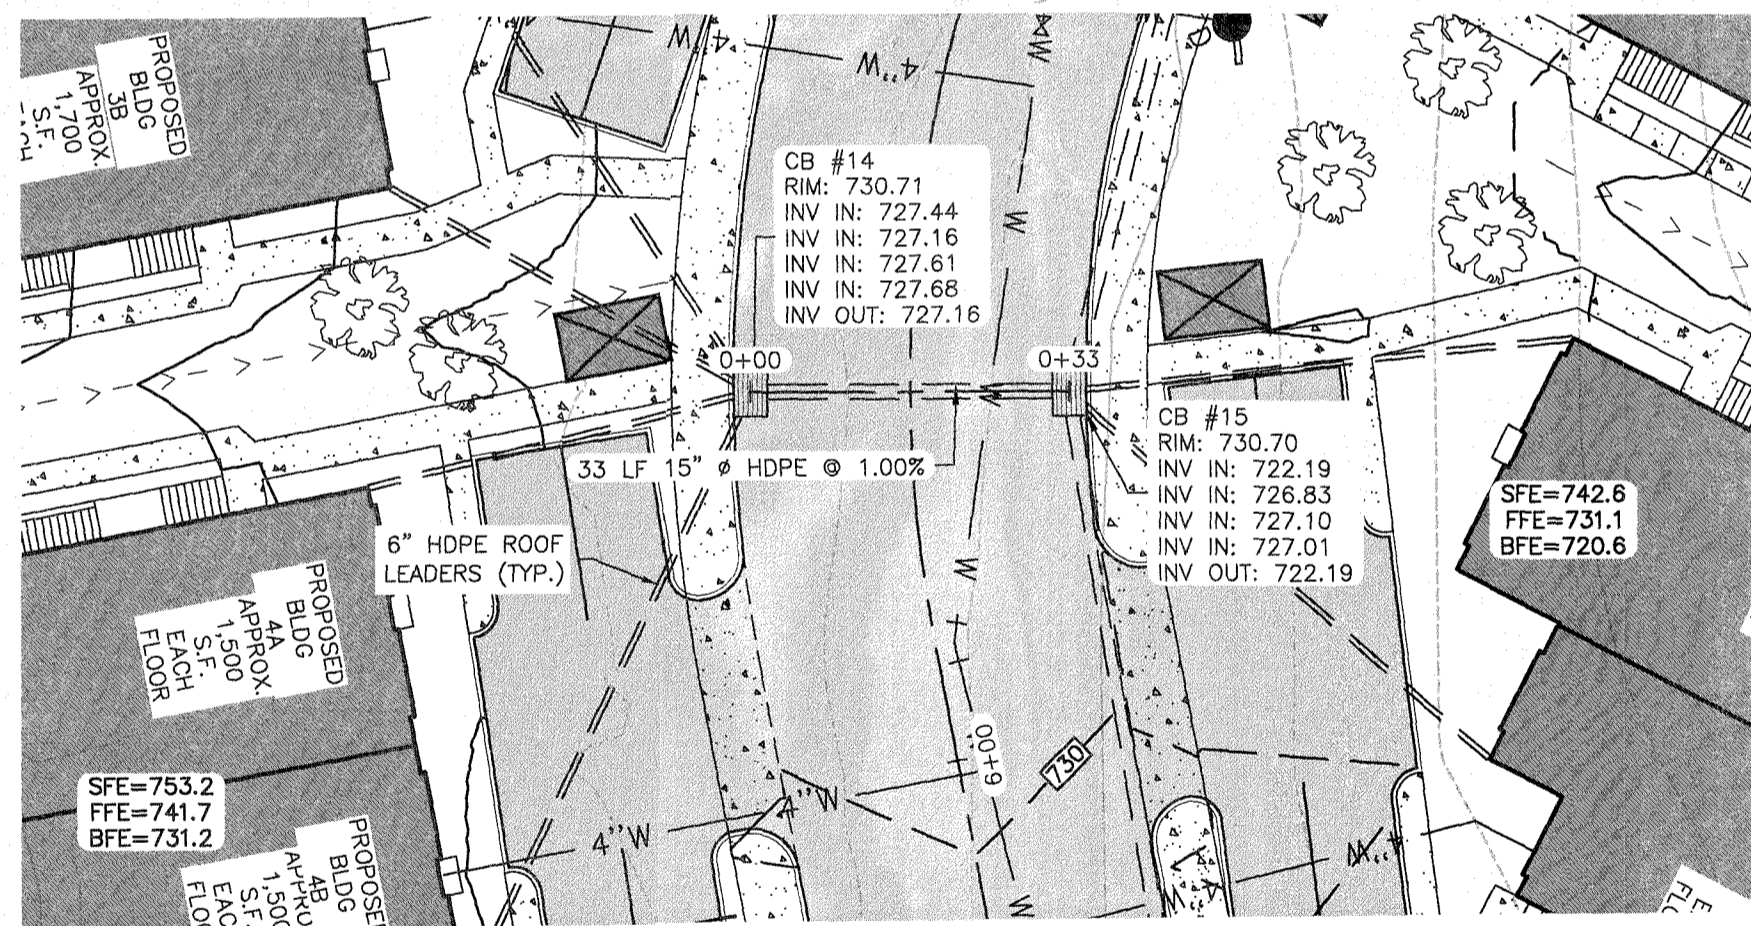 PROPOSED
BLDG
3B
APPROX.
1,700
S.F.
4"W
4"W
W
CB #14
RIM: 730.71
INV IN: 727.44
INV IN: 727.16
INV IN: 727.61
INV IN: 727.68
INV OUT: 727.16
W
0+00
0+33
CB #15
RIM: 730.70
INV IN: 722.19
INV IN: 726.83
INV IN: 727.10
INV IN: 727.01
INV OUT: 722.19
33 LF 15" Ø HDPE @ 1.00%
SFE=742.6
FFE=731.1
BFE=720.6
6" HDPE ROOF
LEADERS (TYP.)
W
PROPOSED
BLDG
4A
APPROX.
1,500
S.F.
EACH
FLOOR
6+00
730
SFE=753.2
FFE=741.7
BFE=731.2
4"W
4"W
4"W
W
BLDG
4B
1,500
S.F.